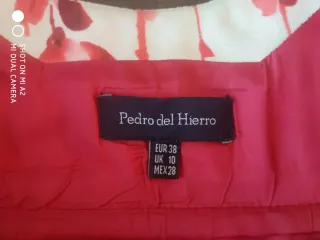 Pedro del Hierro
EUR 38
UK 10
MEX 28
SHOT ON MI A2
MI DUAL CAMERA